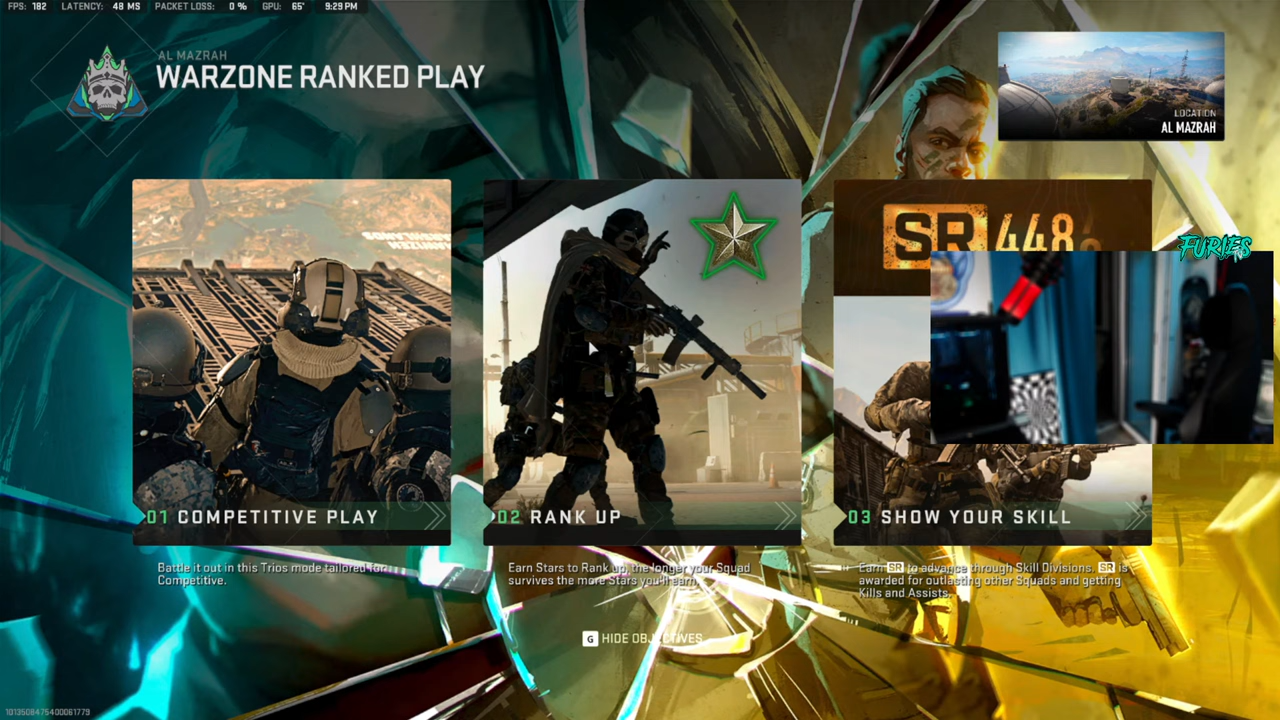 FPS: 182 LATENCY: 48 MS PACKET LOSS: 0 % GPU: 65° 9:29 PM
AL MAZRAH
WARZONE RANKED PLAY
LOCATION
AL MAZRAH
SR 448
FURIES
01 COMPETITIVE PLAY
02 RANK UP
03 SHOW YOUR SKILL
Battle it out in this Trios mode tailored for
Competitive.
Earn Stars to Rank up, the longer your Squad
survives the more Stars you'll earn.
Earn SR to advance through Skill Divisions. SR is
awarded for outlasting other Squads and getting
Kills and Assists.
G HIDE OBJECTIVES
1013508475400061779